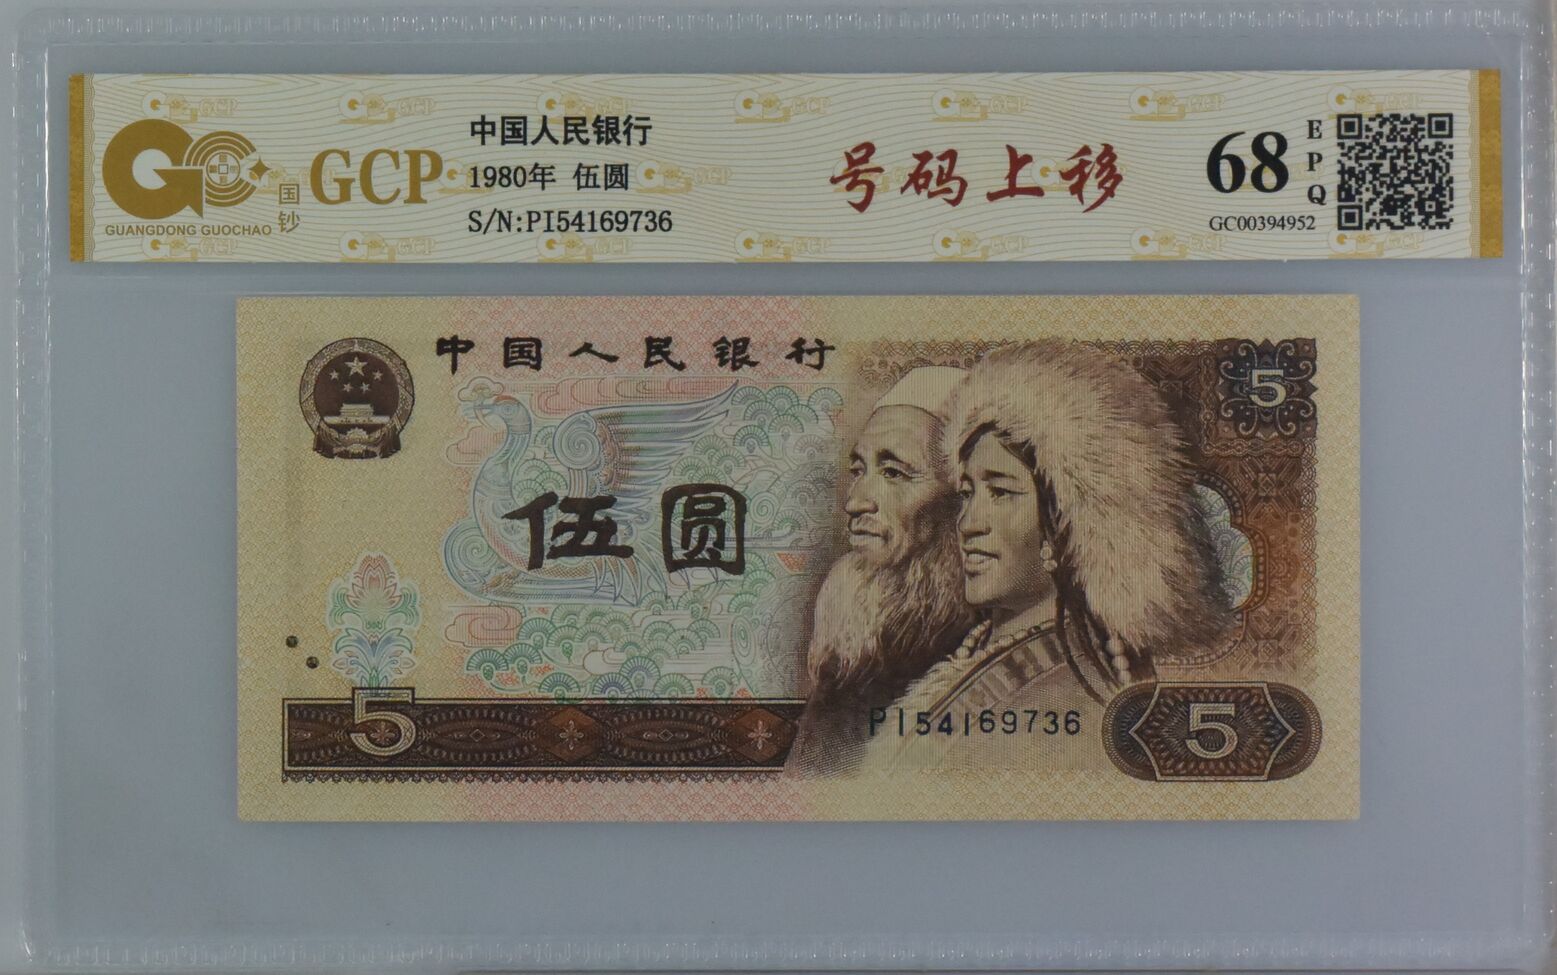 GCP
GUANGDONG GUOCHAO
国钞
中国人民银行
1980年 伍圆
S/N:PI54169736
号码上移
68
EPQ
GC00394952
中国人民银行
5
伍圆
5
PI54169736
5